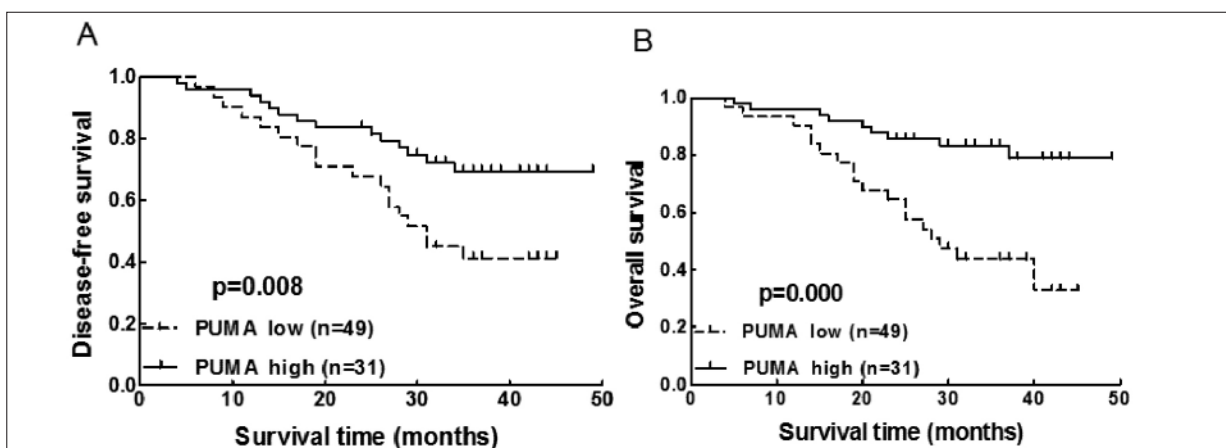 A
Disease-free survival
1.0
0.8
0.6
0.4
0.2
0.0
p=0.008
PUMA low (n=49)
PUMA high (n=31)
0 10 20 30 40 50
Survival time (months)
B
Overall survival
1.0
0.8
0.6
0.4
0.2
0.0
p=0.000
PUMA low (n=49)
PUMA high (n=31)
0 10 20 30 40 50
Survival time (months)